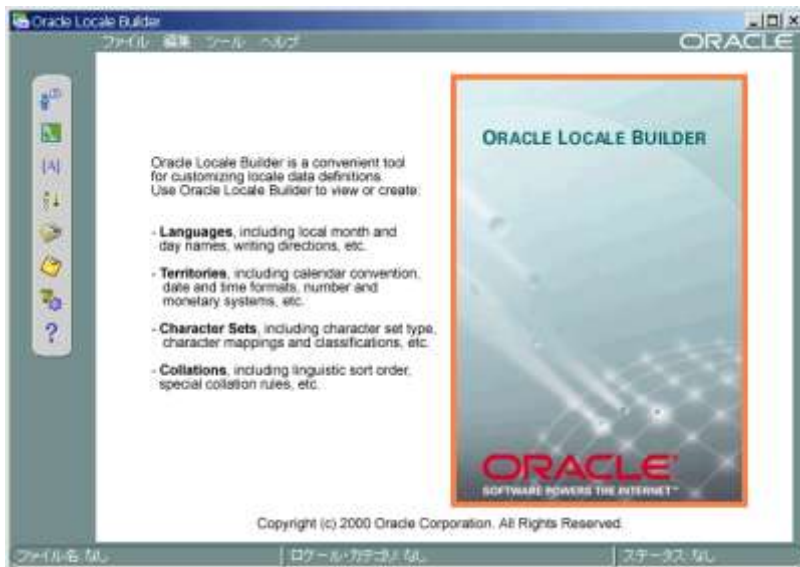 Oracle Locale Builder
ファイル 編集 ツール ヘルプ
ORACLE
ORACLE LOCALE BUILDER
Oracle Locale Builder is a convenient tool
for customizing locale data definitions.
Use Oracle Locale Builder to view or create:
- Languages, including local month and
day names, writing directions, etc.
- Territories, including calendar convention,
date and time formats, number and
monetary systems, etc.
- Character Sets, including character set type,
character mappings and classifications, etc.
- Collations, including linguistic sort order,
special collation rules, etc.
ORACLE
SOFTWARE POWERS THE INTERNET™
Copyright (c) 2000 Oracle Corporation. All Rights Reserved.
ファイル名: なし
ロケール・カテゴリ: なし
ステータス: なし